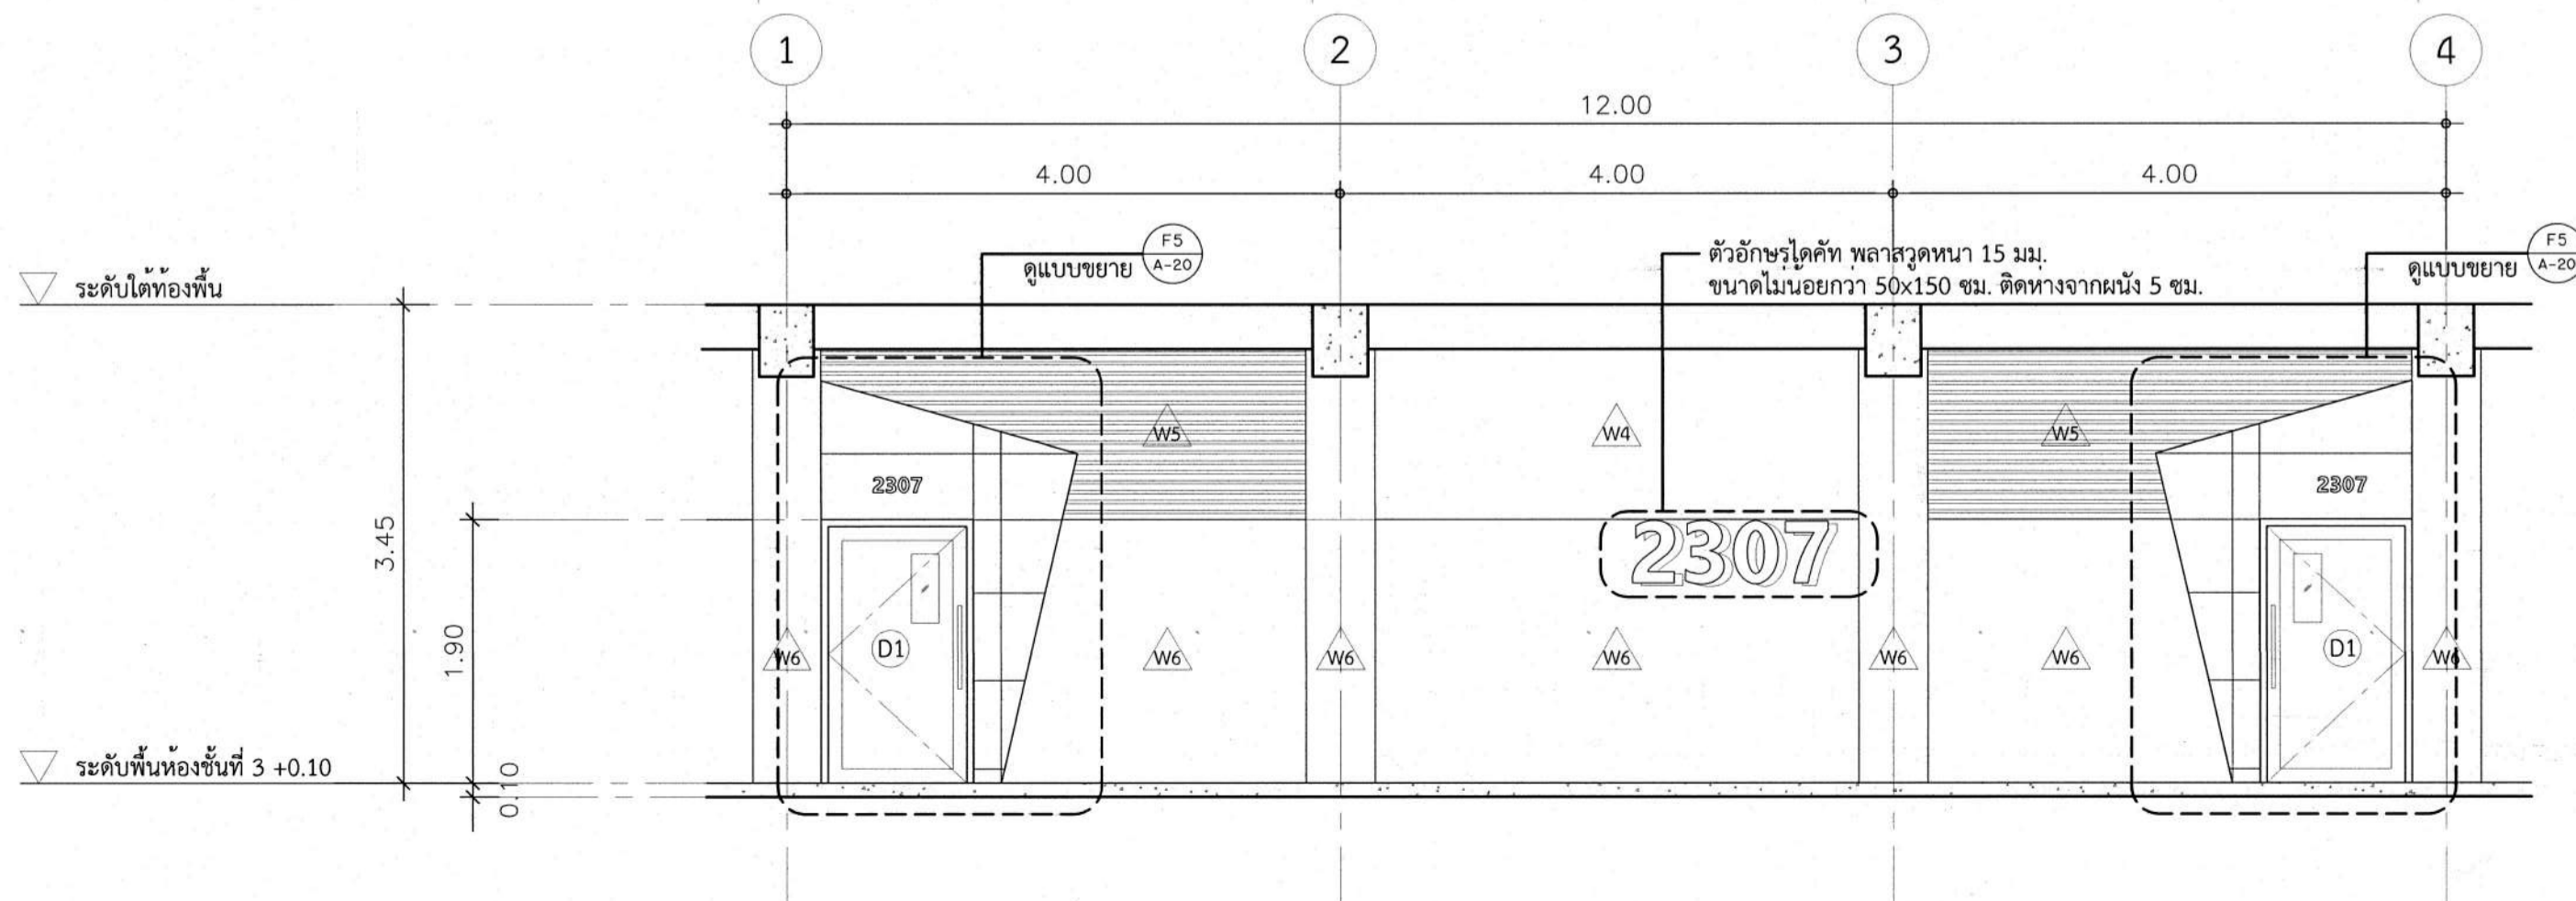 1 2 3 4
12.00
4.00 4.00 4.00
F5
A-20
ดูแบบขยาย
ตัวอักษรไดคัท พลาสวูดหนา 15 มม.
ขนาดไม่น้อยกว่า 50x150 ซม. ติดห่างจากผนัง 5 ซม.
F5
A-20
ดูแบบขยาย
ระดับใต้ท้องพื้น
W5 W4 W5
2307 2307
2307
3.45
1.90
D1 D1
W6 W6 W6 W6 W6 W6 W6
ระดับพื้นห้องชั้นที่ 3 +0.10
0.10